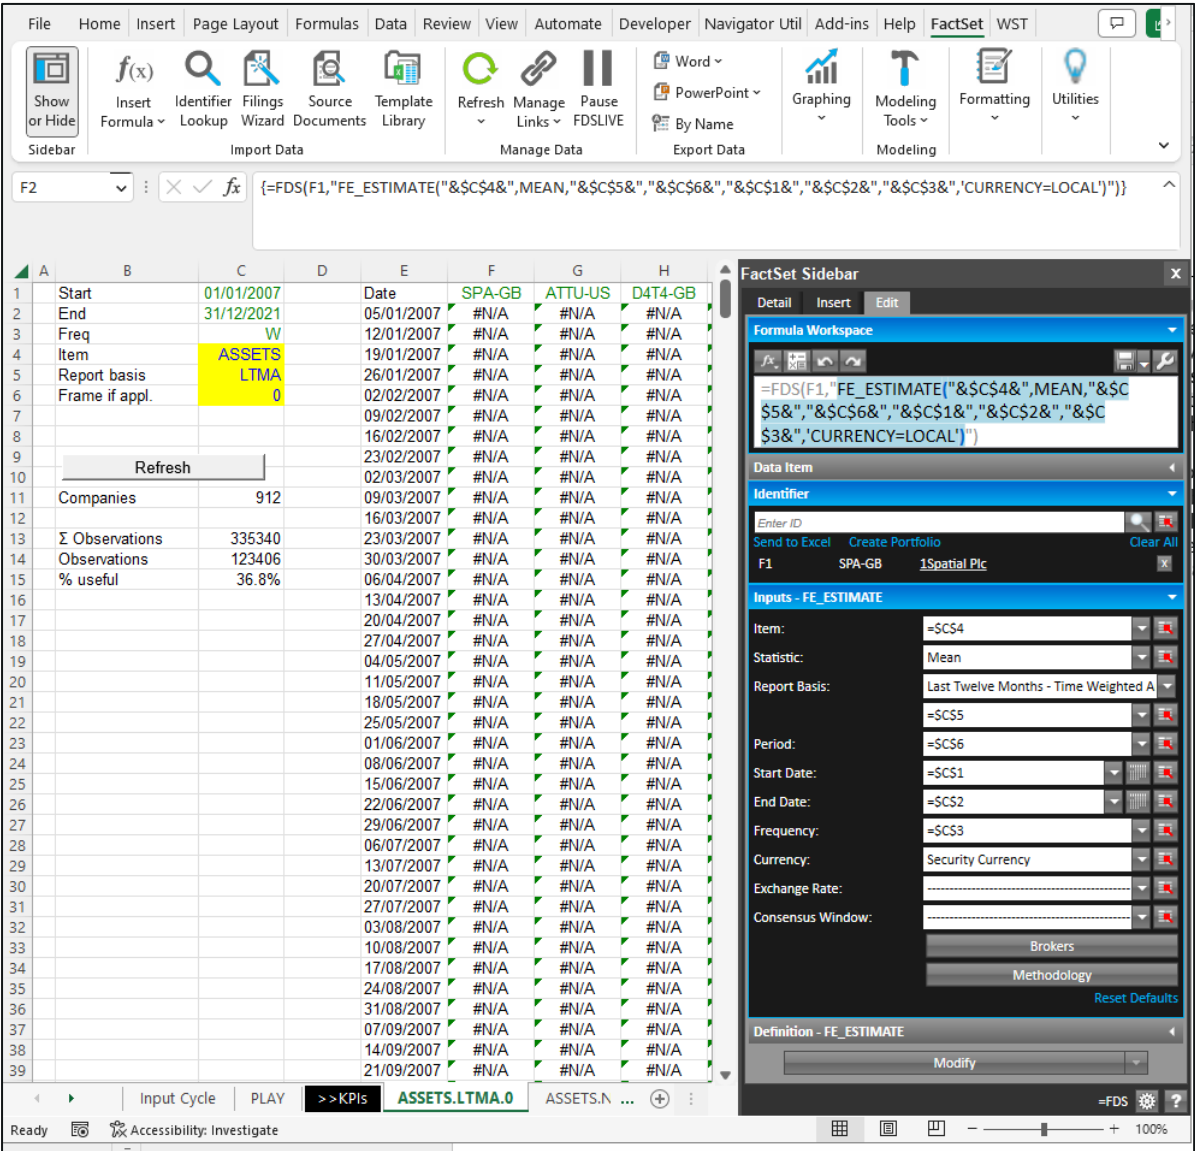 File Home Insert Page Layout Formulas Data Review View Automate Developer Navigator Util Add-ins Help FactSet WST
Show or Hide
Insert Formula
Identifier Lookup
Filings Wizard
Source Documents
Template Library
Refresh
Manage Links
Pause FDSLIVE
Word
PowerPoint
By Name
Graphing
Modeling Tools
Formatting
Utilities
Sidebar Import Data Manage Data Export Data Modeling
F2 fx {=FDS(F1,"FE_ESTIMATE("&$C$4&",MEAN,"&$C$5&","&$C$6&","&$C$1&","&$C$2&","&$C$3&",'CURRENCY=LOCAL')")}
A B C D E F G H
1 Start 01/01/2007 Date SPA-GB ATTU-US D4T4-GB
2 End 31/12/2021 05/01/2007 #N/A #N/A #N/A
3 Freq W 12/01/2007 #N/A #N/A #N/A
4 Item ASSETS 19/01/2007 #N/A #N/A #N/A
5 Report basis LTMA 26/01/2007 #N/A #N/A #N/A
6 Frame if appl. 0 02/02/2007 #N/A #N/A #N/A
7 09/02/2007 #N/A #N/A #N/A
8 16/02/2007 #N/A #N/A #N/A
9 23/02/2007 #N/A #N/A #N/A
Refresh
10 02/03/2007 #N/A #N/A #N/A
11 Companies 912 09/03/2007 #N/A #N/A #N/A
12 16/03/2007 #N/A #N/A #N/A
13 Σ Observations 335340 23/03/2007 #N/A #N/A #N/A
14 Observations 123406 30/03/2007 #N/A #N/A #N/A
15 % useful 36.8% 06/04/2007 #N/A #N/A #N/A
16 13/04/2007 #N/A #N/A #N/A
17 20/04/2007 #N/A #N/A #N/A
18 27/04/2007 #N/A #N/A #N/A
19 04/05/2007 #N/A #N/A #N/A
20 11/05/2007 #N/A #N/A #N/A
21 18/05/2007 #N/A #N/A #N/A
22 25/05/2007 #N/A #N/A #N/A
23 01/06/2007 #N/A #N/A #N/A
24 08/06/2007 #N/A #N/A #N/A
25 15/06/2007 #N/A #N/A #N/A
26 22/06/2007 #N/A #N/A #N/A
27 29/06/2007 #N/A #N/A #N/A
28 06/07/2007 #N/A #N/A #N/A
29 13/07/2007 #N/A #N/A #N/A
30 20/07/2007 #N/A #N/A #N/A
31 27/07/2007 #N/A #N/A #N/A
32 03/08/2007 #N/A #N/A #N/A
33 10/08/2007 #N/A #N/A #N/A
34 17/08/2007 #N/A #N/A #N/A
35 24/08/2007 #N/A #N/A #N/A
36 31/08/2007 #N/A #N/A #N/A
37 07/09/2007 #N/A #N/A #N/A
38 14/09/2007 #N/A #N/A #N/A
39 21/09/2007 #N/A #N/A #N/A
FactSet Sidebar x
Detail Insert Edit
Formula Workspace
=FDS(F1,"FE_ESTIMATE("&$C$4&",MEAN,"&$C
$5&","&$C$6&","&$C$1&","&$C$2&","&$C
$3&",'CURRENCY=LOCAL')")
Data Item
Identifier
Enter ID
Send to Excel Create Portfolio Clear All
F1 SPA-GB 1Spatial Plc x
Inputs - FE_ESTIMATE
Item: =$C$4
Statistic: Mean
Report Basis: Last Twelve Months - Time Weighted A
=$C$5
Period: =$C$6
Start Date: =$C$1
End Date: =$C$2
Frequency: =$C$3
Currency: Security Currency
Exchange Rate:
Consensus Window:
Brokers
Methodology
Reset Defaults
Definition - FE_ESTIMATE
Modify
=FDS ?
Input Cycle PLAY >>KPIs ASSETS.LTMA.0 ASSETS.N ...
Ready Accessibility: Investigate 100%